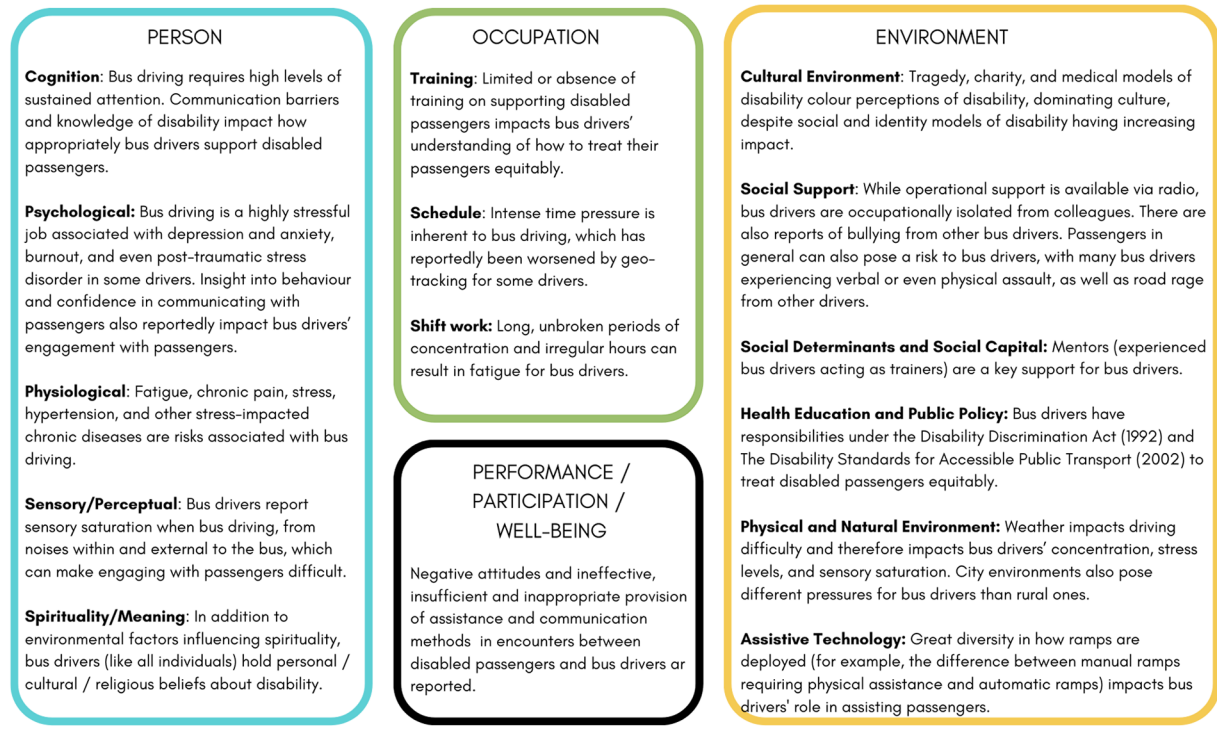 PERSON
Cognition: Bus driving requires high levels of
sustained attention. Communication barriers
and knowledge of disability impact how
appropriately bus drivers support disabled
passengers.
Psychological: Bus driving is a highly stressful
job associated with depression and anxiety,
burnout, and even post-traumatic stress
disorder in some drivers. Insight into behaviour
and confidence in communicating with
passengers also reportedly impact bus drivers'
engagement with passengers.
Physiological: Fatigue, chronic pain, stress,
hypertension, and other stress-impacted
chronic diseases are risks associated with bus
driving.
Sensory/Perceptual: Bus drivers report
sensory saturation when bus driving, from
noises within and external to the bus, which
can make engaging with passengers difficult.
Spirituality/Meaning: In addition to
environmental factors influencing spirituality,
bus drivers (like all individuals) hold personal /
cultural / religious beliefs about disability.
OCCUPATION
Training: Limited or absence of
training on supporting disabled
passengers impacts bus drivers'
understanding of how to treat their
passengers equitably.
Schedule: Intense time pressure is
inherent to bus driving, which has
reportedly been worsened by geo-
tracking for some drivers.
Shift work: Long, unbroken periods of
concentration and irregular hours can
result in fatigue for bus drivers.
PERFORMANCE /
PARTICIPATION /
WELL-BEING
Negative attitudes and ineffective,
insufficient and inappropriate provision
of assistance and communication
methods in encounters between
disabled passengers and bus drivers ar
reported.
ENVIRONMENT
Cultural Environment: Tragedy, charity, and medical models of
disability colour perceptions of disability, dominating culture,
despite social and identity models of disability having increasing
impact.
Social Support: While operational support is available via radio,
bus drivers are occupationally isolated from colleagues. There are
also reports of bullying from other bus drivers. Passengers in
general can also pose a risk to bus drivers, with many bus drivers
experiencing verbal or even physical assault, as well as road rage
from other drivers.
Social Determinants and Social Capital: Mentors (experienced
bus drivers acting as trainers) are a key support for bus drivers.
Health Education and Public Policy: Bus drivers have
responsibilities under the Disability Discrimination Act (1992) and
The Disability Standards for Accessible Public Transport (2002) to
treat disabled passengers equitably.
Physical and Natural Environment: Weather impacts driving
difficulty and therefore impacts bus drivers' concentration, stress
levels, and sensory saturation. City environments also pose
different pressures for bus drivers than rural ones.
Assistive Technology: Great diversity in how ramps are
deployed (for example, the difference between manual ramps
requiring physical assistance and automatic ramps) impacts bus
drivers' role in assisting passengers.